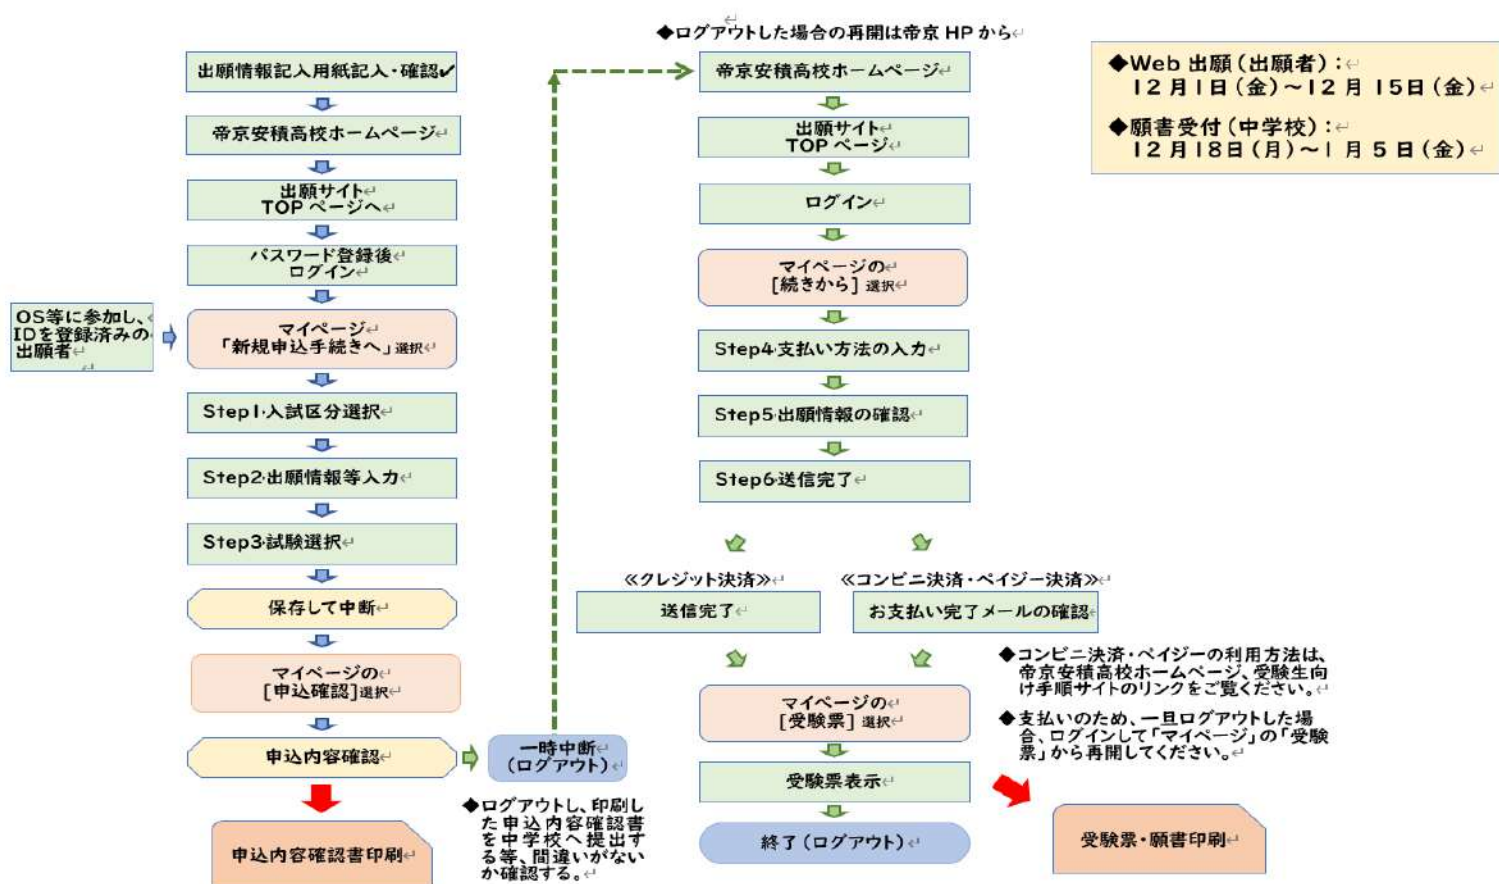 ◆ログアウトした場合の再開は帝京 HP から
出願情報記入用紙記入・確認✓
帝京安積高校ホームページ
出願サイト
TOP ページへ
パスワード登録後
ログイン
OS等に参加し、
IDを登録済みの
出願者
マイページ
「新規申込手続きへ」選択
Step1・入試区分選択
Step2・出願情報等入力
Step3・試験選択
保存して中断
マイページの
[申込確認]選択
申込内容確認
申込内容確認書印刷
一時中断
(ログアウト)
◆ログアウトし、印刷し
た申込内容確認書
を中学校へ提出す
る等、間違いがない
か確認する。
帝京安積高校ホームページ
出願サイト
TOP ページ
ログイン
マイページの
[続きから] 選択
Step4・支払い方法の入力
Step5・出願情報の確認
Step6・送信完了
≪クレジット決済≫
送信完了
≪コンビニ決済・ペイジー決済≫
お支払い完了メールの確認
マイページの
[受験票] 選択
受験票表示
終了(ログアウト)
◆コンビニ決済・ペイジーの利用方法は、
帝京安積高校ホームページ、受験生向
け手順サイトのリンクをご覧ください。
◆支払いのため、一旦ログアウトした場
合、ログインして「マイページ」の「受験
票」から再開してください。
受験票・願書印刷
◆Web 出願(出願者):
12月1日(金)~12月 15日(金)
◆願書受付(中学校):
12月18日(月)~1月 5 日(金)